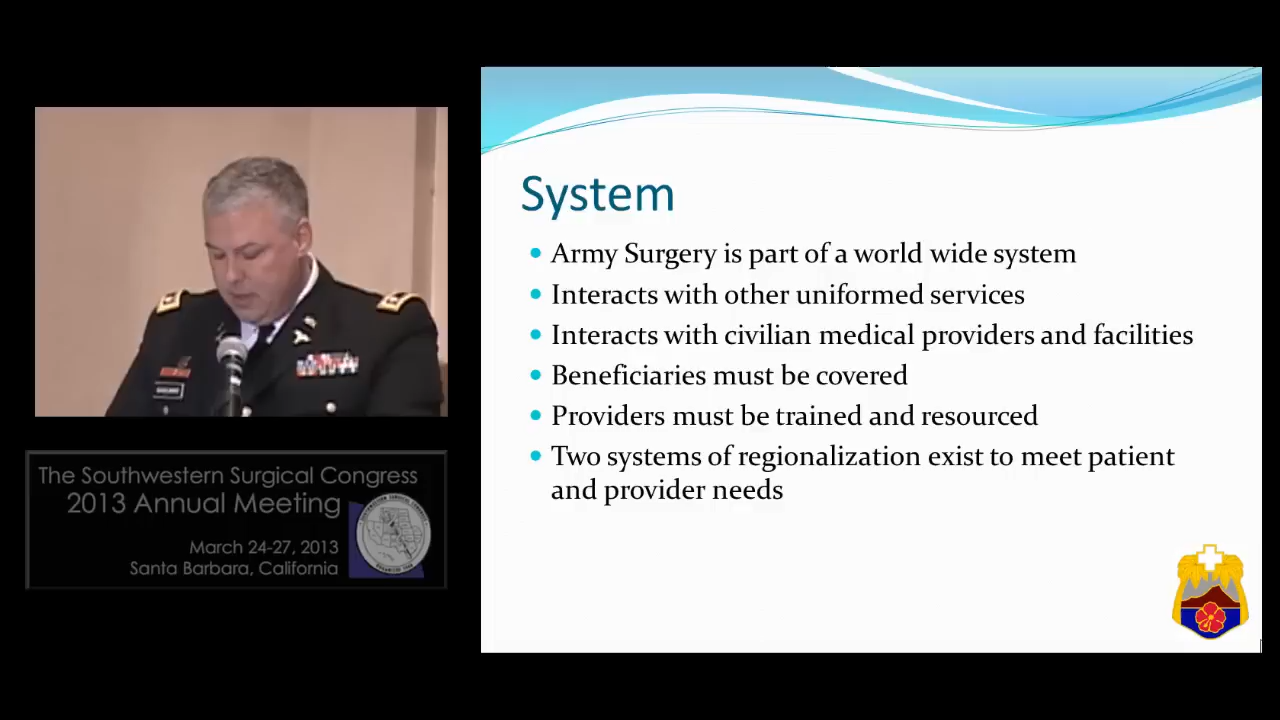 The Southwestern Surgical Congress
2013 Annual Meeting
March 24-27, 2013
Santa Barbara, California
System
• Army Surgery is part of a world wide system
• Interacts with other uniformed services
• Interacts with civilian medical providers and facilities
• Beneficiaries must be covered
• Providers must be trained and resourced
• Two systems of regionalization exist to meet patient
and provider needs